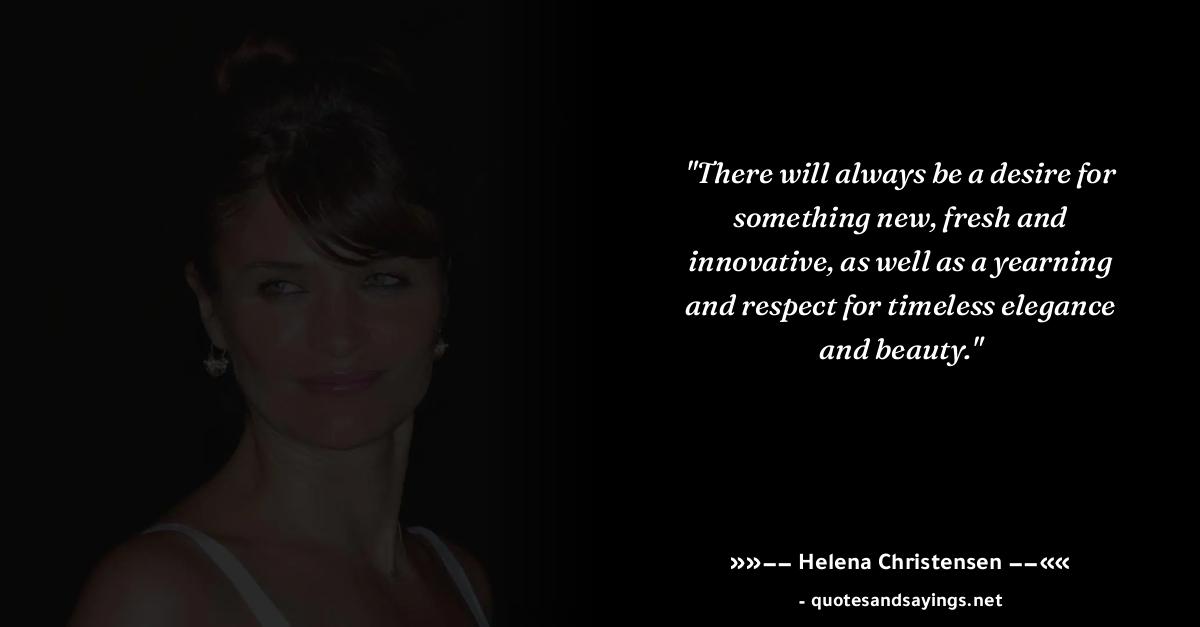 "There will always be a desire for
something new, fresh and
innovative, as well as a yearning
and respect for timeless elegance
and beauty."
»»–– Helena Christensen ––««
- quotesandsayings.net